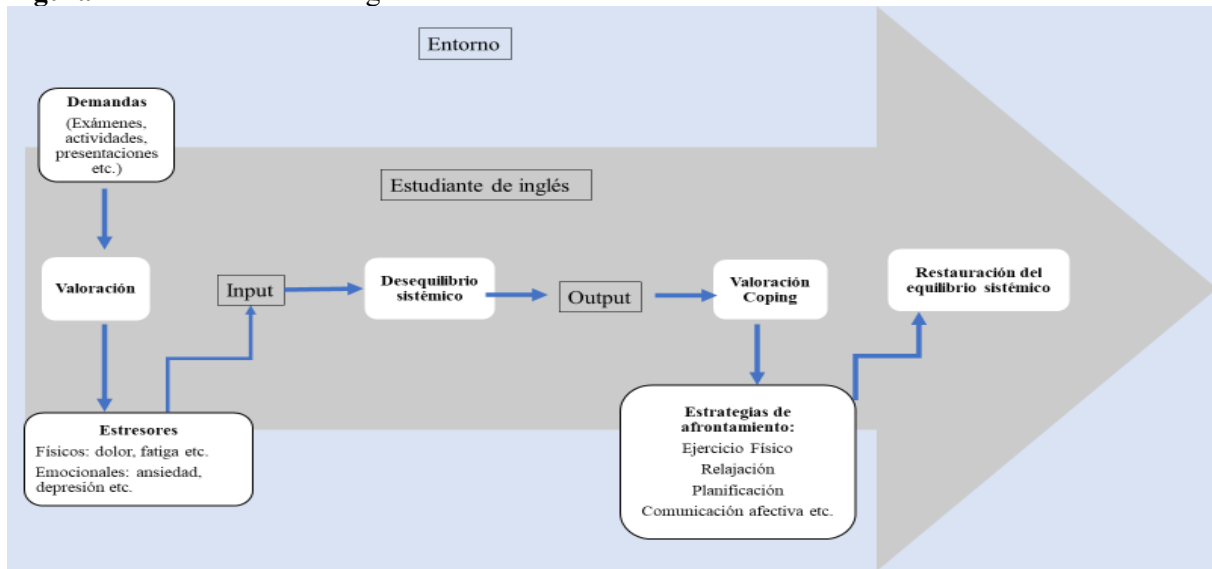 Entorno
Demandas
(Exámenes,
actividades,
presentaciones
etc.)
Estudiante de inglés
Valoración
Input
Desequilibrio
sistémico
Output
Valoración
Coping
Restauración del
equilibrio sistémico
Estresores
Físicos: dolor, fatiga etc.
Emocionales: ansiedad,
depresión etc.
Estrategias de
afrontamiento:
Ejercicio Físico
Relajación
Planificación
Comunicación afectiva etc.